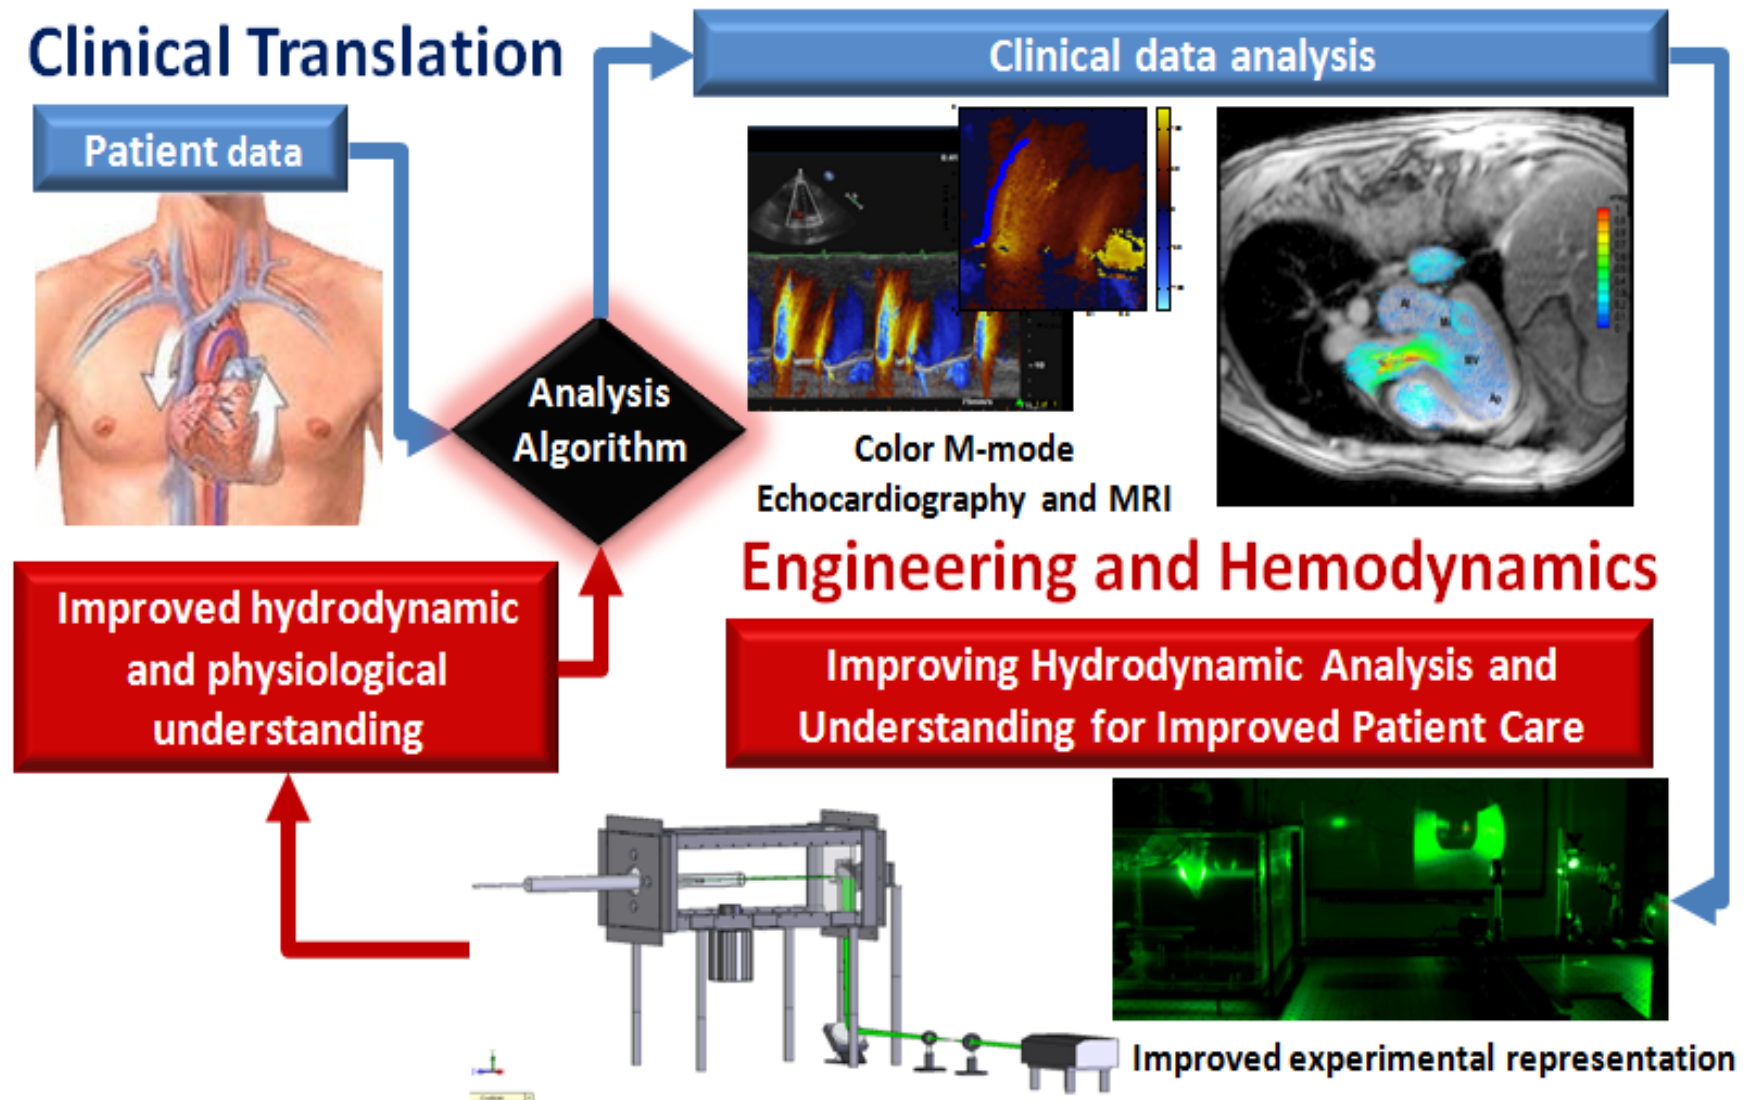 Clinical Translation
Clinical data analysis
Patient data
Analysis
Algorithm
Color M-mode
Echocardiography and MRI
Engineering and Hemodynamics
Improved hydrodynamic
and physiological
understanding
Improving Hydrodynamic Analysis and
Understanding for Improved Patient Care
Improved experimental representation